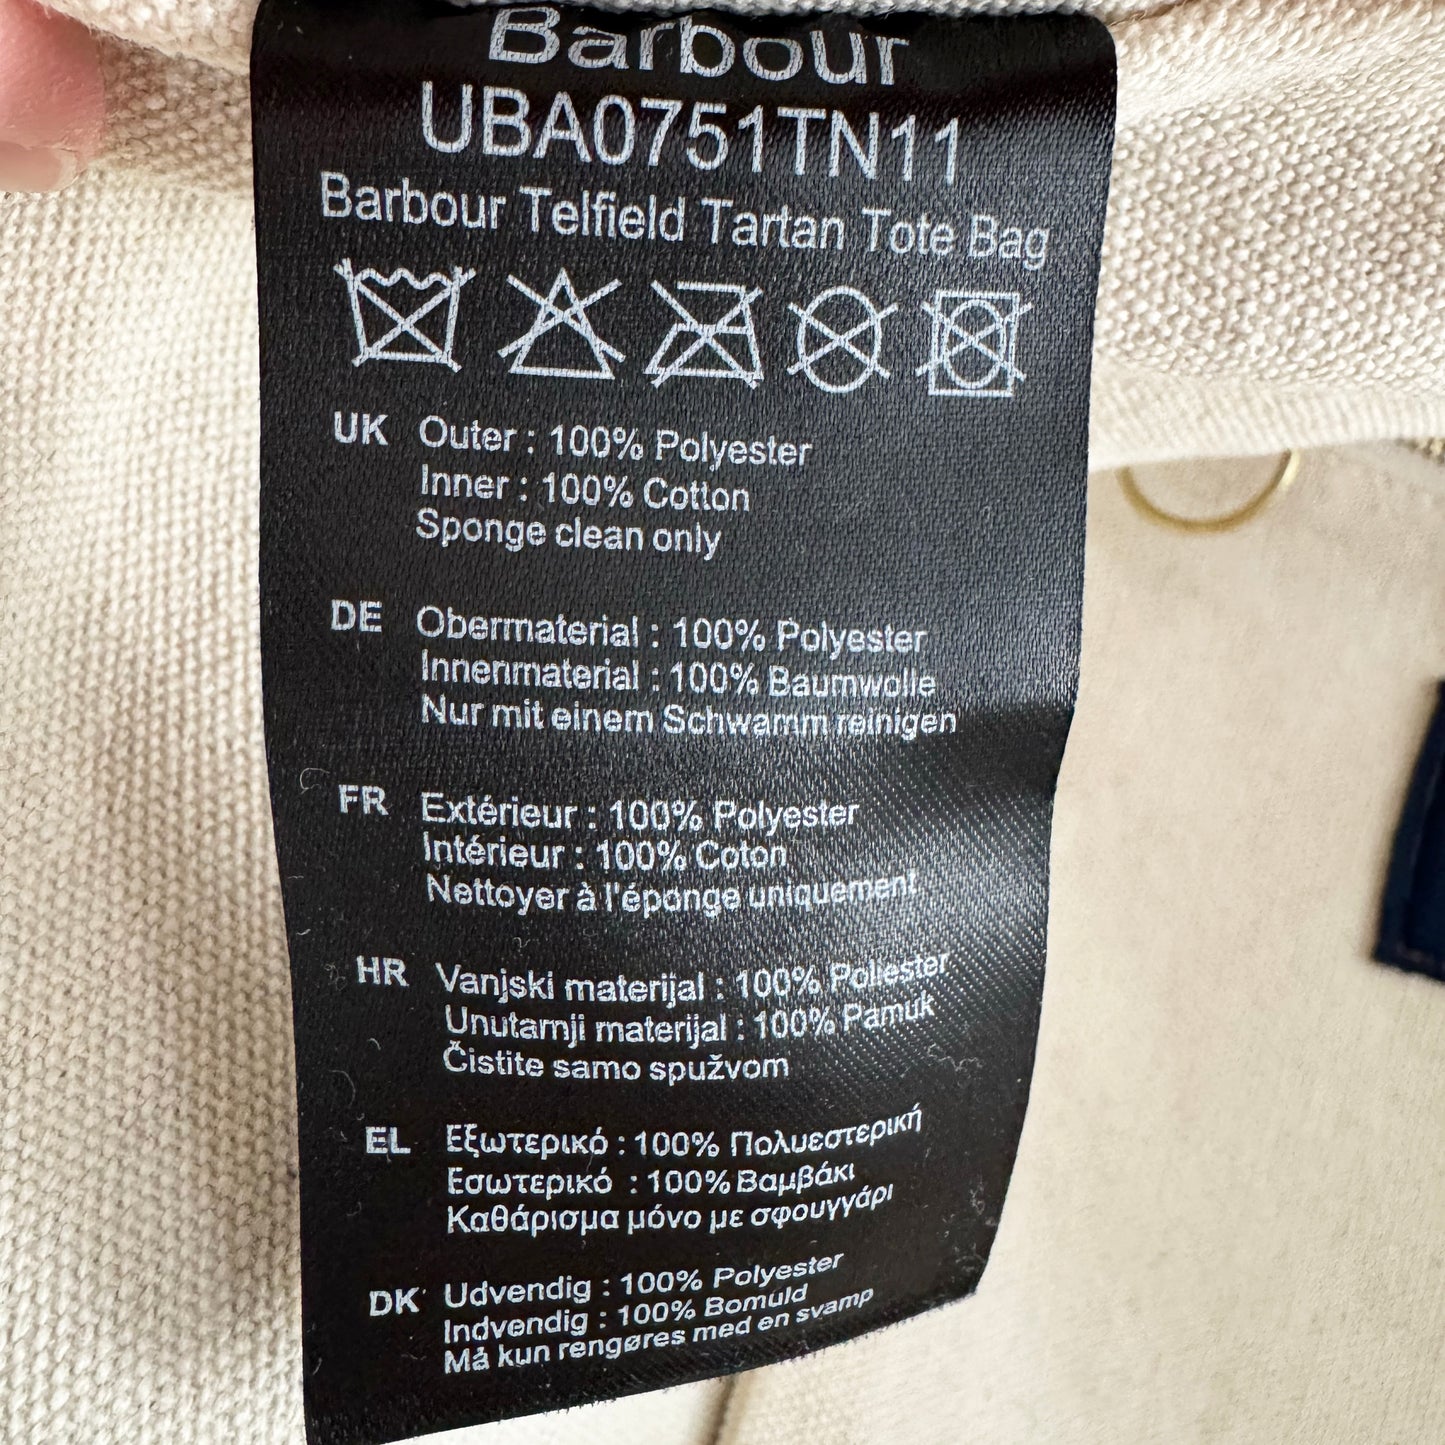 Barbour
UBA0751TN11
Barbour Telfield Tartan Tote Bag
UK Outer : 100% Polyester
Inner : 100% Cotton
Sponge clean only
DE Obermaterial : 100% Polyester
Innenmaterial : 100% Baumwolle
Nur mit einem Schwamm reinigen
FR Extérieur : 100% Polyester
Intérieur : 100% Coton
Nettoyer à l'éponge uniquement
HR Vanjski materijal : 100% Poliester
Unutarnji materijal : 100% Pamuk
Čistite samo spužvom
EL Εξωτερικό : 100% Πολυεστερική
Εσωτερικό : 100% Βαμβάκι
Καθάρισμα μόνο με σφουγγάρι
DK Udvendig : 100% Polyester
Indvendig : 100% Bomuld
Må kun rengøres med en svamp